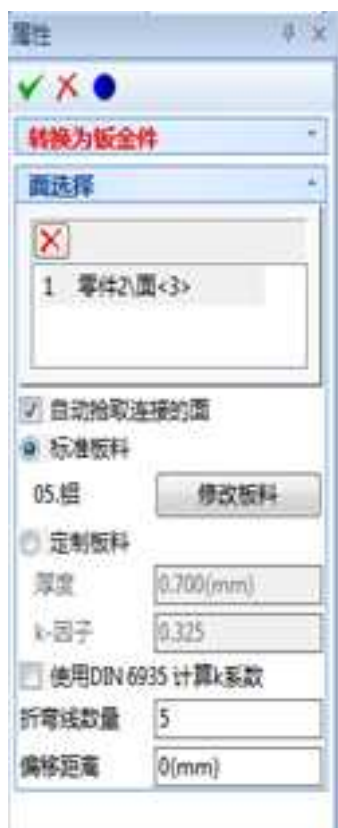 属性
转换为钣金件
面选择
1 零件2\面<3>
自动拾取连接的面
标准板料
05.铝 修改板料
定制板料
厚度 0.700(mm)
k-因子 0.325
使用DIN 6935 计算k系数
折弯线数量 5
偏移距离 0(mm)